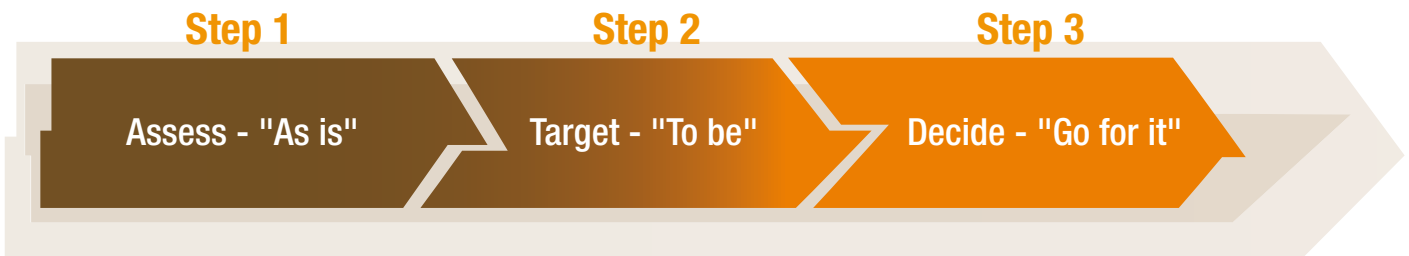 Step 1
Step 2
Step 3
Assess - "As is"
Target - "To be"
Decide - "Go for it"